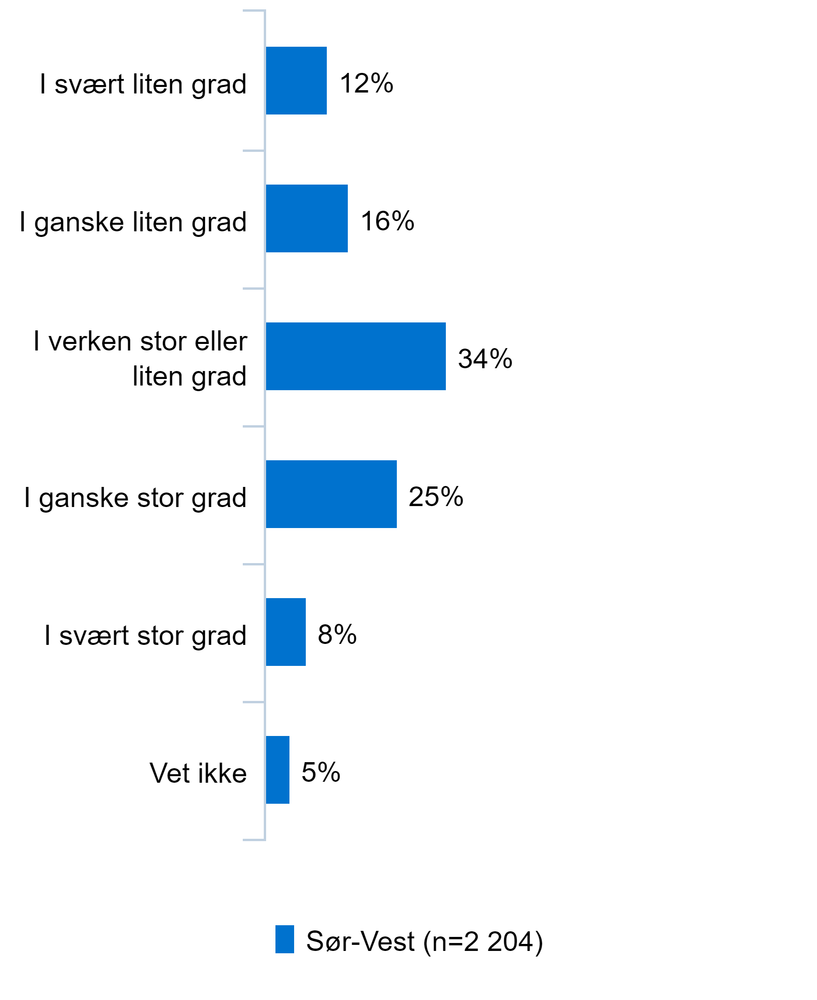 I svært liten grad
12%
I ganske liten grad
16%
I verken stor eller
liten grad
34%
I ganske stor grad
25%
I svært stor grad
8%
Vet ikke
5%
Sør-Vest (n=2 204)